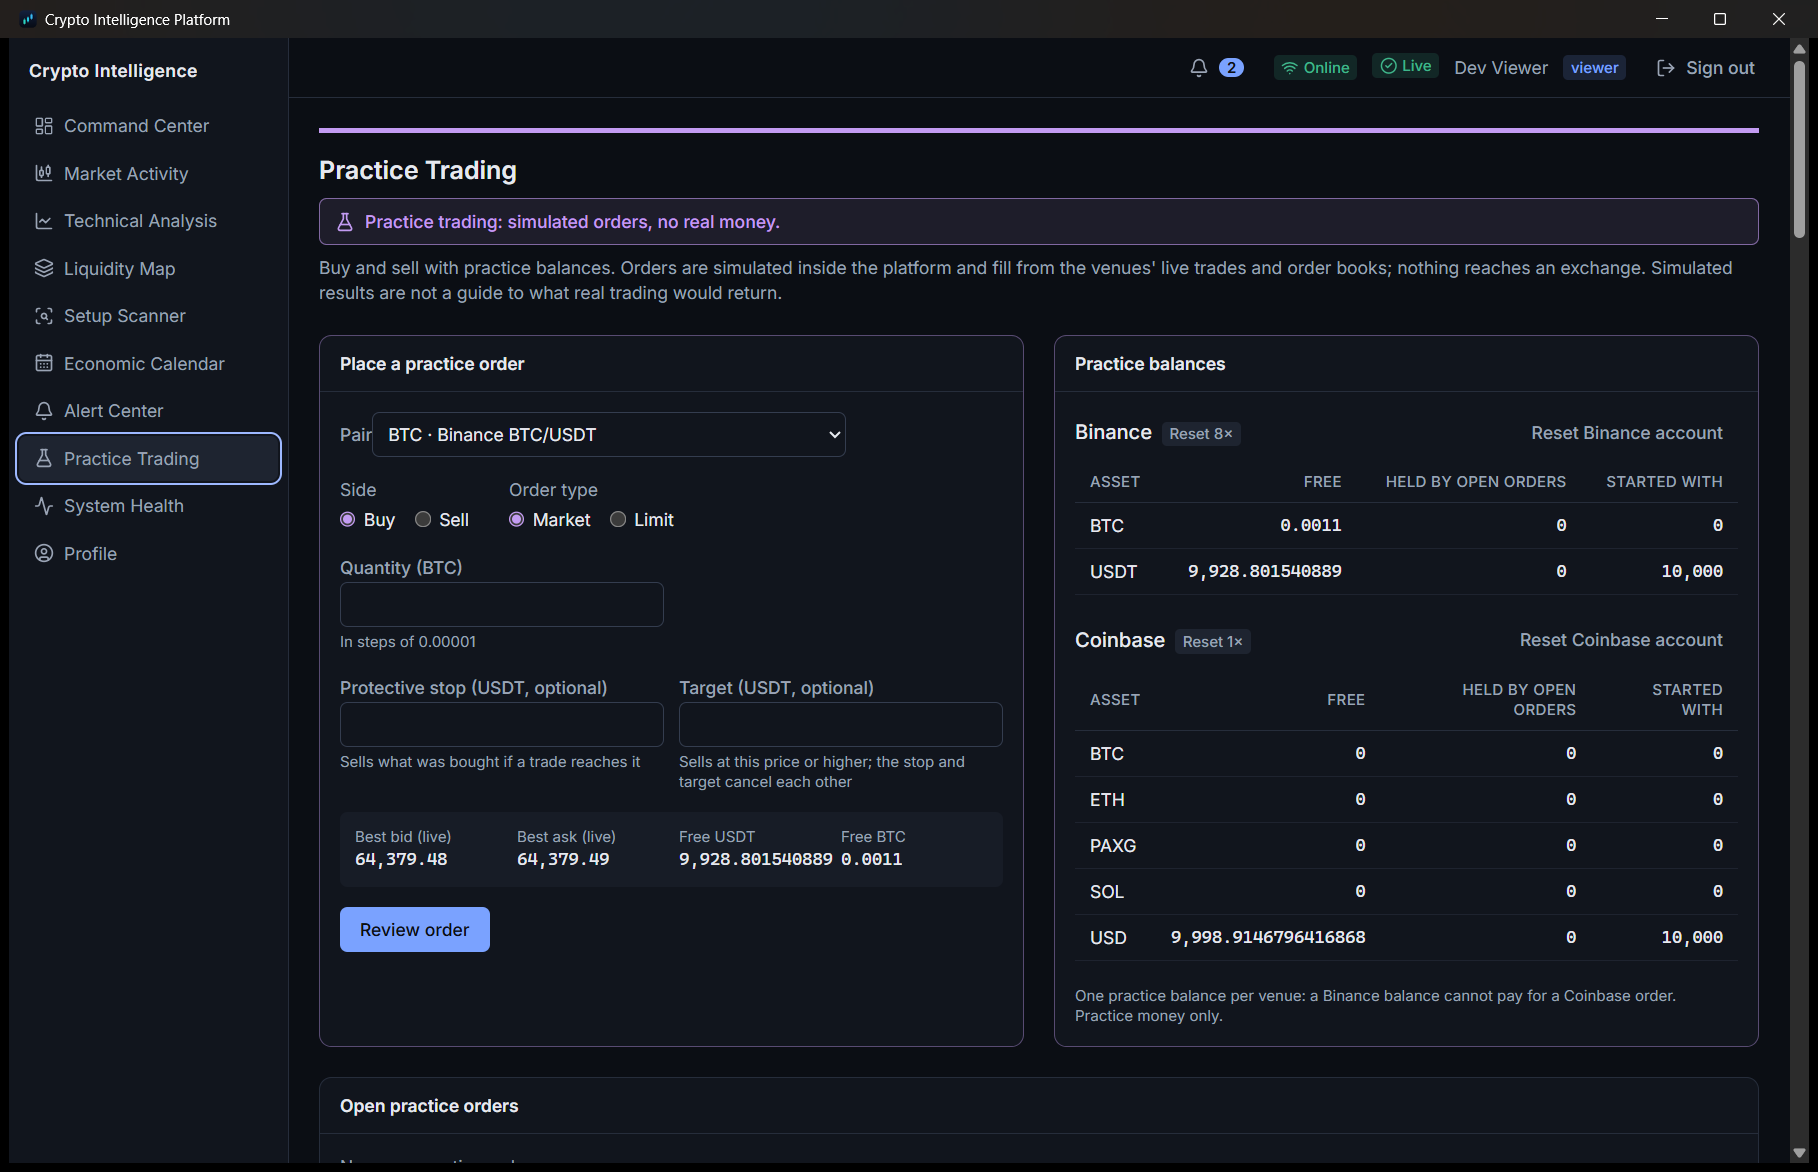 Crypto Intelligence Platform
Crypto Intelligence
2
Online
Live
Dev Viewer
viewer
Sign out
Command Center
Market Activity
Technical Analysis
Liquidity Map
Setup Scanner
Economic Calendar
Alert Center
Practice Trading
System Health
Profile
Practice Trading
Practice trading: simulated orders, no real money.
Buy and sell with practice balances. Orders are simulated inside the platform and fill from the venues' live trades and order books; nothing reaches an exchange. Simulated
results are not a guide to what real trading would return.
Place a practice order
Pair BTC · Binance BTC/USDT
Side Order type
Buy Sell Market Limit
Quantity (BTC)
In steps of 0.00001
Protective stop (USDT, optional) Target (USDT, optional)
Sells what was bought if a trade reaches it
Sells at this price or higher; the stop and
target cancel each other
Best bid (live) Best ask (live) Free USDT Free BTC
64,379.48 64,379.49 9,928.801540889 0.0011
Review order
Practice balances
Binance Reset 8× Reset Binance account
ASSET FREE HELD BY OPEN ORDERS STARTED WITH
BTC 0.0011 0 0
USDT 9,928.801540889 0 10,000
Coinbase Reset 1× Reset Coinbase account
ASSET FREE HELD BY OPEN ORDERS STARTED WITH
BTC 0 0 0
ETH 0 0 0
PAXG 0 0 0
SOL 0 0 0
USD 9,998.9146796416868 0 10,000
One practice balance per venue: a Binance balance cannot pay for a Coinbase order.
Practice money only.
Open practice orders